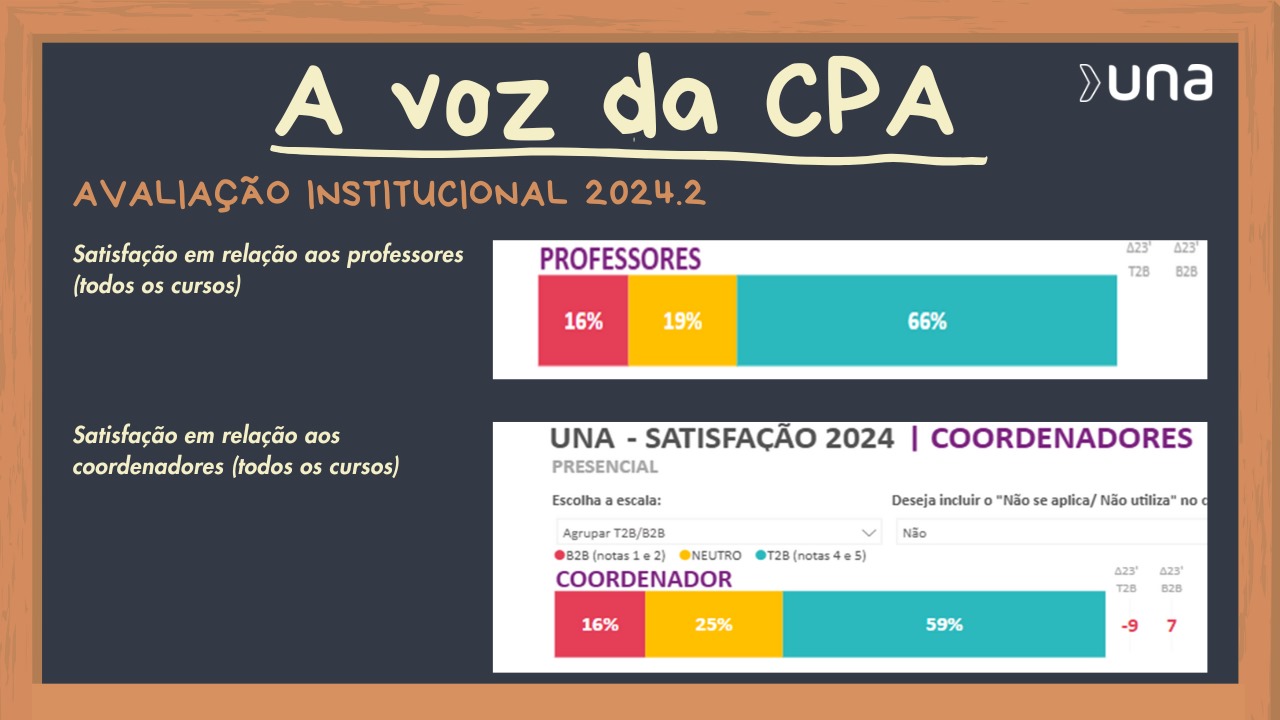 A voz da CPA
una
AVALIAÇÃO INSTITUCIONAL 2024.2
Satisfação em relação aos professores
(todos os cursos)
PROFESSORES
Δ23' Δ23'
T2B B2B
16% 19% 66%
Satisfação em relação aos
coordenadores (todos os cursos)
UNA - SATISFAÇÃO 2024 | COORDENADORES
PRESENCIAL
Escolha a escala: Deseja incluir o "Não se aplica/ Não utiliza" no
Agrupar T2B/B2B Não
B2B (notas 1 e 2) NEUTRO T2B (notas 4 e 5)
COORDENADOR
Δ23' Δ23'
T2B B2B
16% 25% 59% -9 7